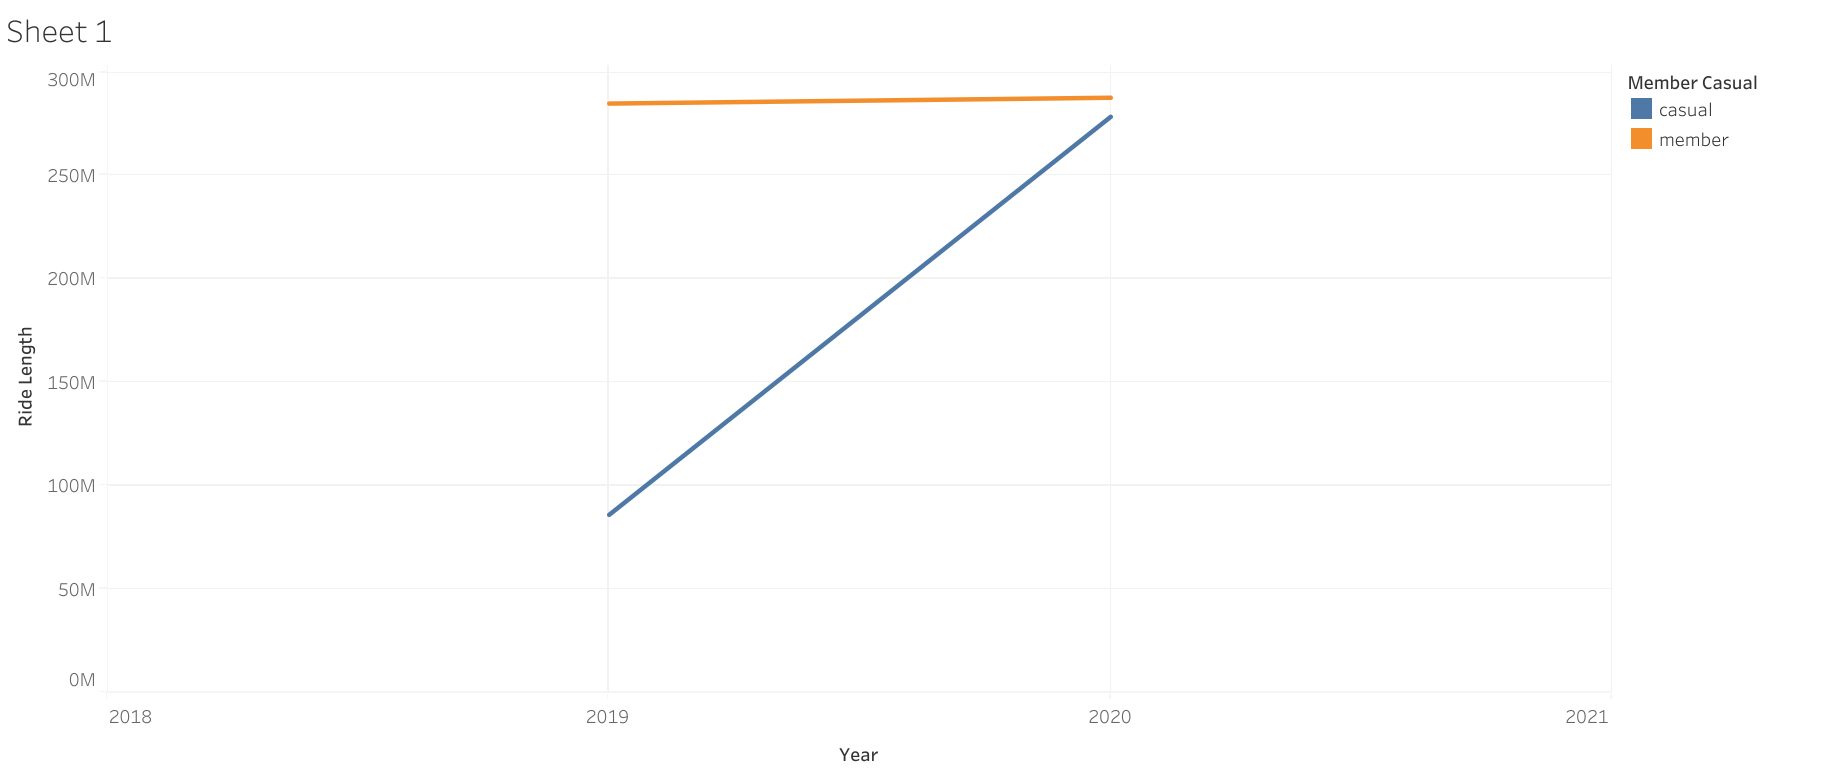 Sheet 1
300M
250M
200M
150M
100M
50M
0M
Ride Length
2018 2019 2020 2021
Year
Member Casual
casual
member